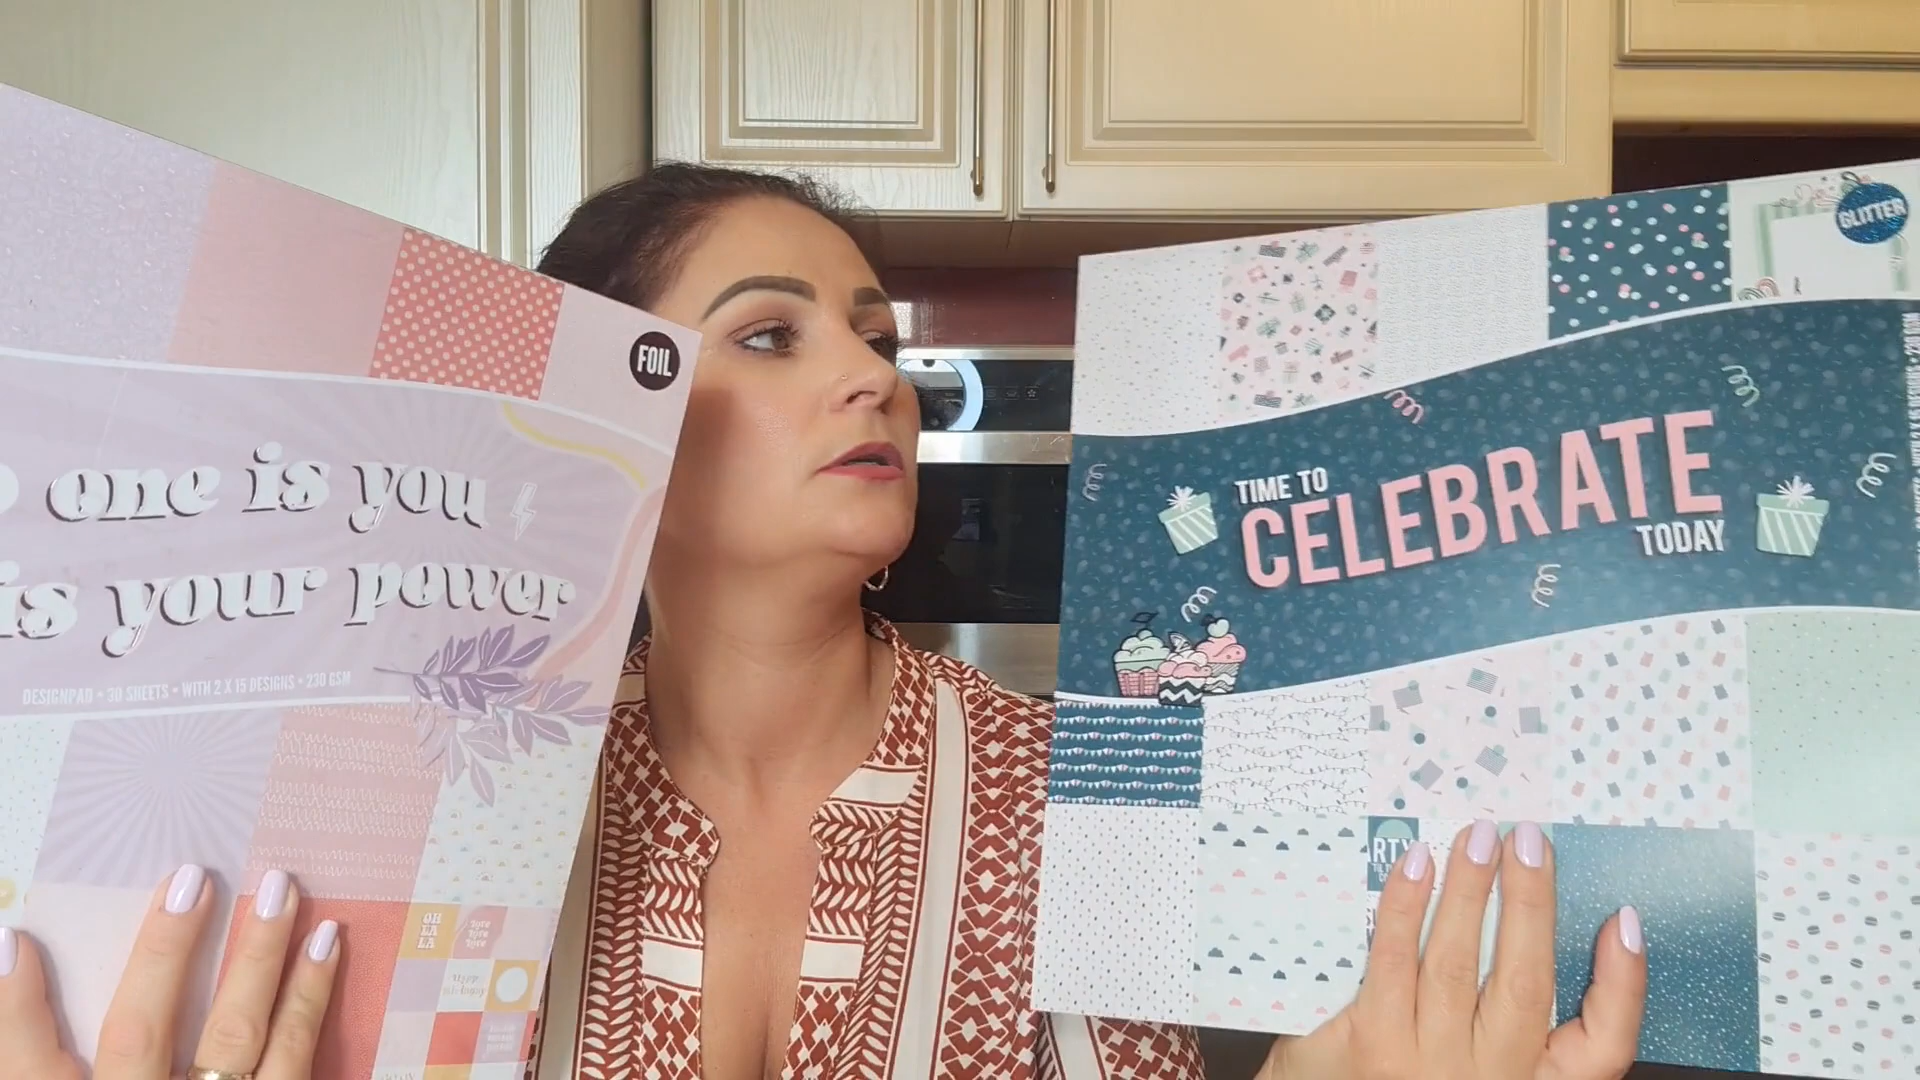 FOIL
one is you
is your power
DESIGNPAD • 30 SHEETS • WITH 2 X 15 DESIGNS • 230 GSM
OH
LA
LA
GLITTER
TIME TO
CELEBRATE
TODAY